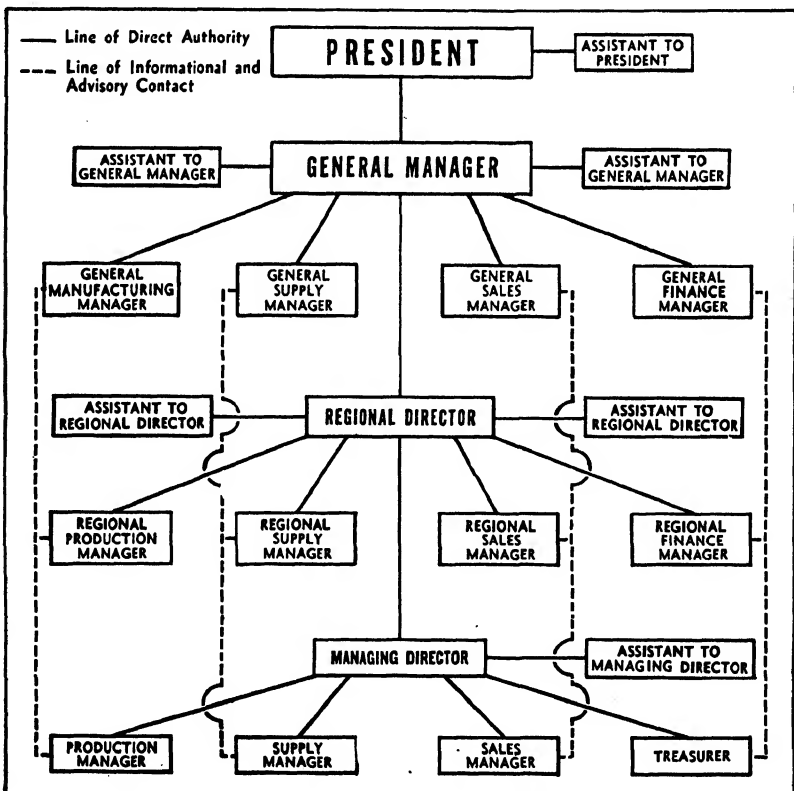 Line of Direct Authority
Line of Informational and
Advisory Contact
PRESIDENT
ASSISTANT TO
PRESIDENT
ASSISTANT TO
GENERAL MANAGER
GENERAL MANAGER
ASSISTANT TO
GENERAL MANAGER
GENERAL
MANUFACTURING
MANAGER
GENERAL
SUPPLY
MANAGER
GENERAL
SALES
MANAGER
GENERAL
FINANCE
MANAGER
ASSISTANT TO
REGIONAL DIRECTOR
REGIONAL DIRECTOR
ASSISTANT TO
REGIONAL DIRECTOR
REGIONAL
PRODUCTION
MANAGER
REGIONAL
SUPPLY
MANAGER
REGIONAL
SALES
MANAGER
REGIONAL
FINANCE
MANAGER
MANAGING DIRECTOR
ASSISTANT TO
MANAGING DIRECTOR
PRODUCTION
MANAGER
SUPPLY
MANAGER
SALES
MANAGER
TREASURER